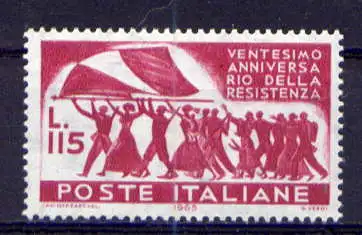 VENTESIMO
ANNIVERSA
RIO DELLA
RESISTENZA
L.
115
POSTE ITALIANE
1965